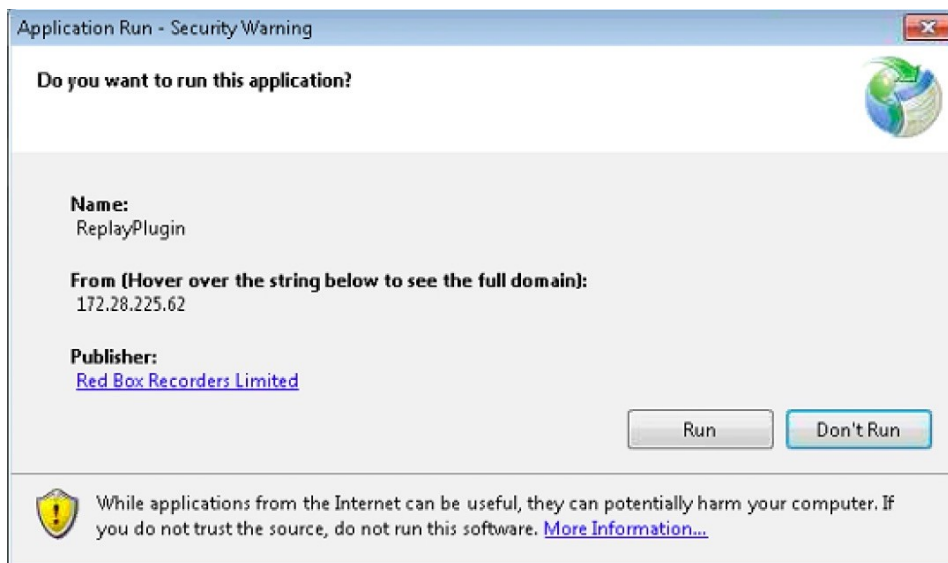 Application Run - Security Warning
Do you want to run this application?
Name:
ReplayPlugin
From (Hover over the string below to see the full domain):
172.28.225.62
Publisher:
Red Box Recorders Limited
Run
Don't Run
While applications from the Internet can be useful, they can potentially harm your computer. If
you do not trust the source, do not run this software. More Information...